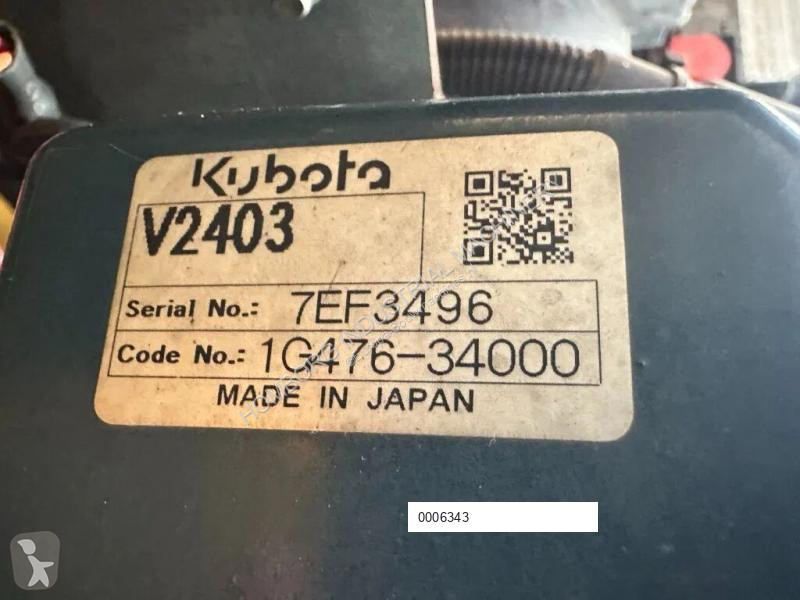 Kubota
V2403
Serial No.: 7EF3496
Code No.: 1G476-34000
MADE IN JAPAN
0006343